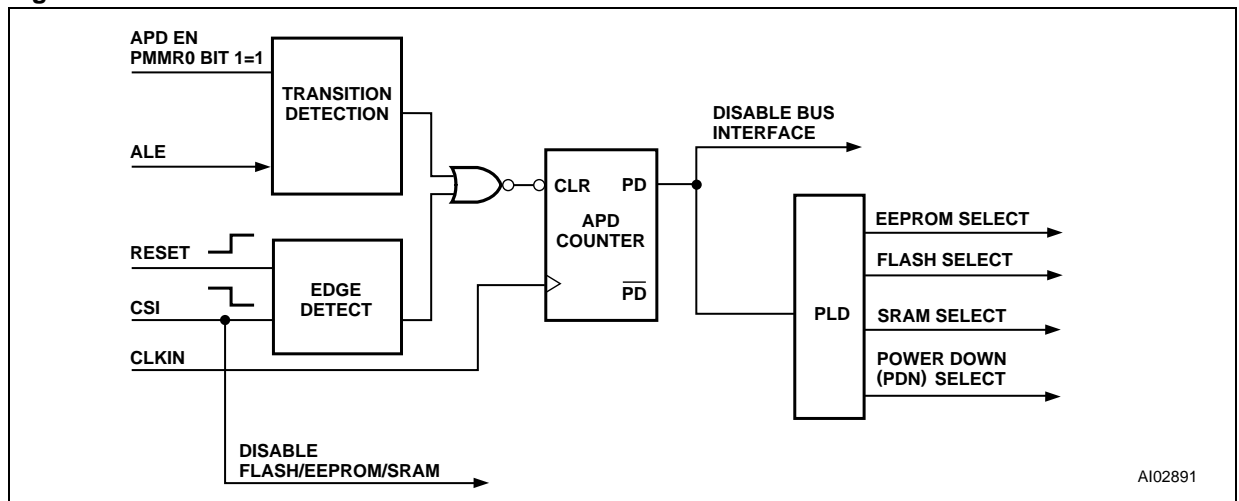 APD EN
PMMR0 BIT 1=1
TRANSITION
DETECTION
ALE
DISABLE BUS
INTERFACE
CLR PD
APD
COUNTER
PD
RESET
CSI
CLKIN
EDGE
DETECT
PLD
EEPROM SELECT
FLASH SELECT
SRAM SELECT
POWER DOWN
(PDN) SELECT
DISABLE
FLASH/EEPROM/SRAM
AI02891